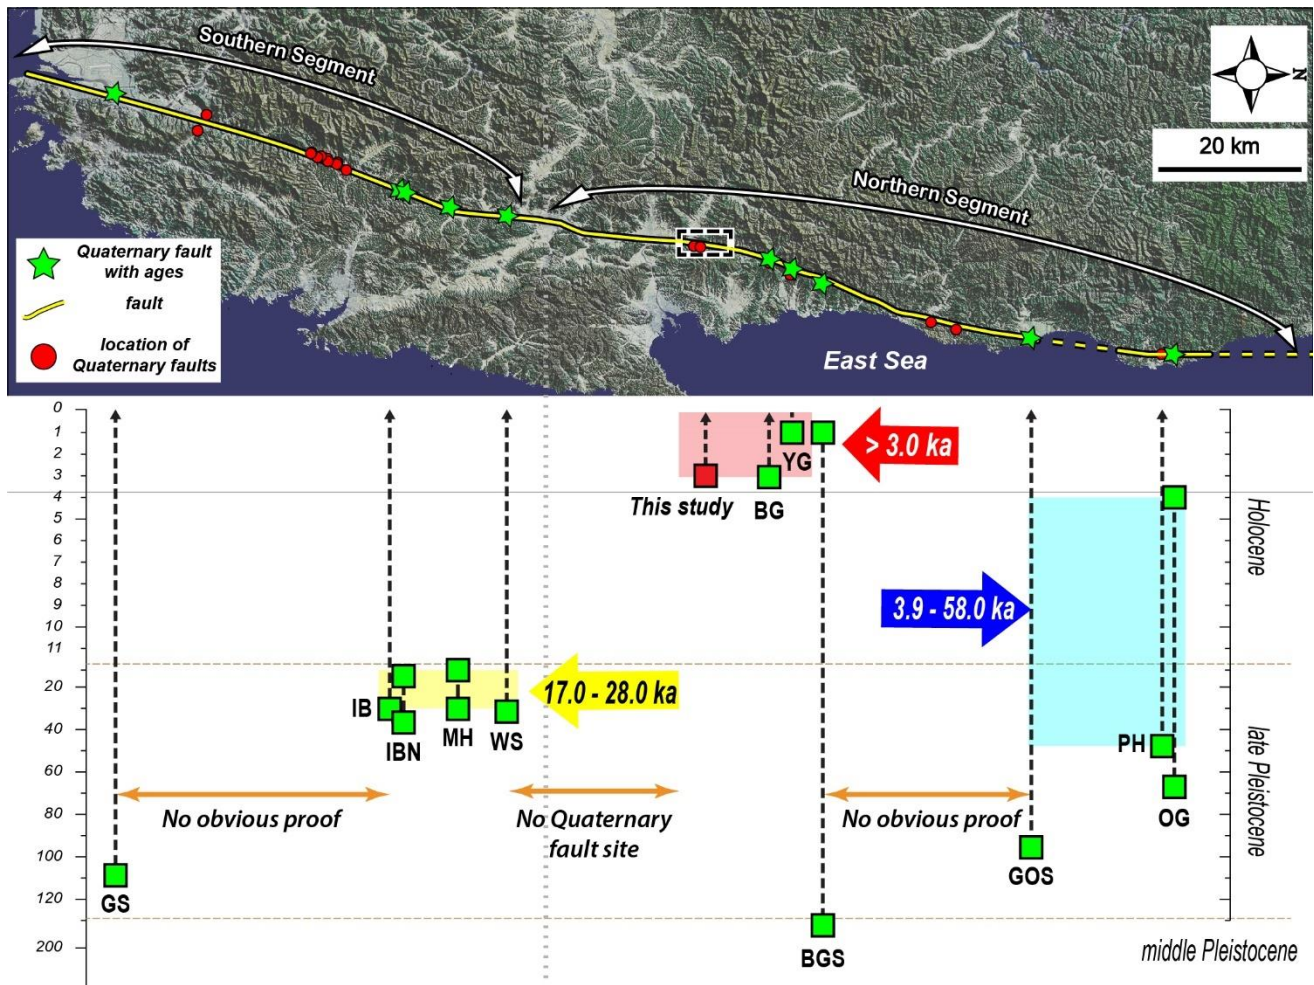 Southern Segment
N
20 km
Northern Segment
Quaternary fault
with ages
fault
location of
Quaternary faults
East Sea
0
1
2
3
4
5
6
7
8
9
10
11
20
40
60
80
100
120
200
YG
> 3.0 ka
This study
BG
Holocene
3.9 - 58.0 ka
17.0 - 28.0 ka
IB
IBN
MH
WS
PH
late Pleistocene
No obvious proof
No Quaternary
fault site
No obvious proof
OG
GS
GOS
BGS
middle Pleistocene